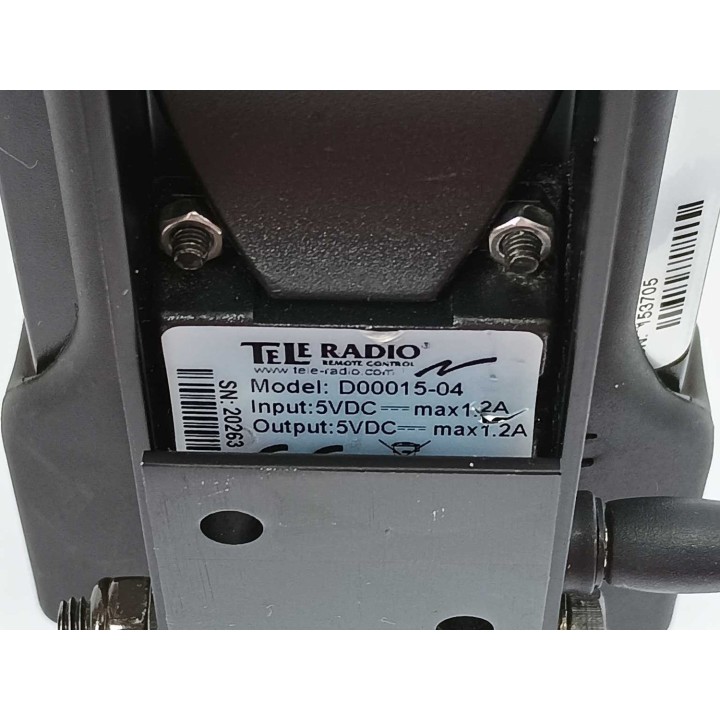 TELE RADIO®
REMOTE CONTROL
www.tele-radio.com
Model: D00015-04
Input:5VDC⎓max1.2A
Output:5VDC⎓max1.2A
CE
SN: 20263
153705